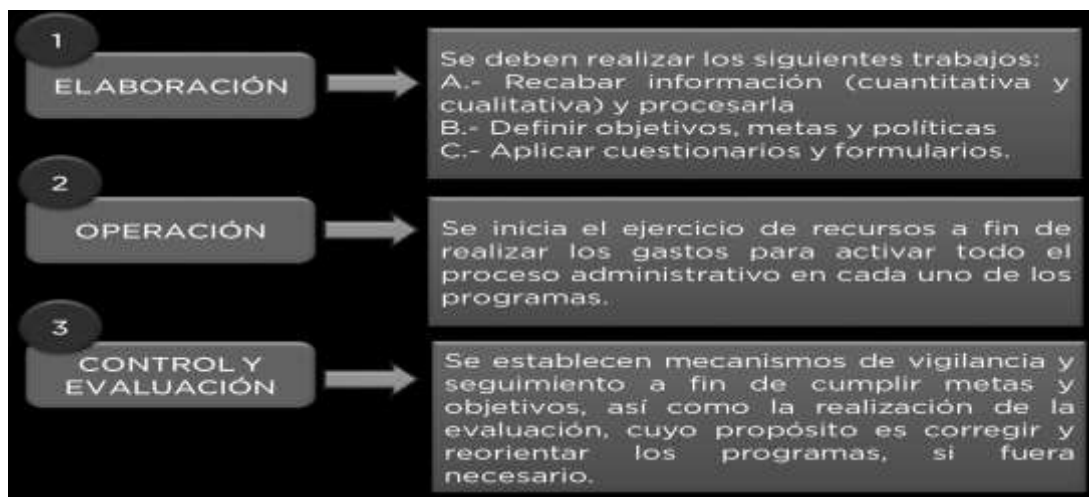 1
ELABORACIÓN
Se deben realizar los siguientes trabajos:
A.- Recabar información (cuantitativa y
cualitativa) y procesarla
B.- Definir objetivos, metas y políticas
C.- Aplicar cuestionarios y formularios.
2
OPERACIÓN
Se inicia el ejercicio de recursos a fin de
realizar los gastos para activar todo el
proceso administrativo en cada uno de los
programas.
3
CONTROL Y
EVALUACIÓN
Se establecen mecanismos de vigilancia y
seguimiento a fin de cumplir metas y
objetivos, así como la realización de la
evaluación, cuyo propósito es corregir y
reorientar los programas, si fuera
necesario.